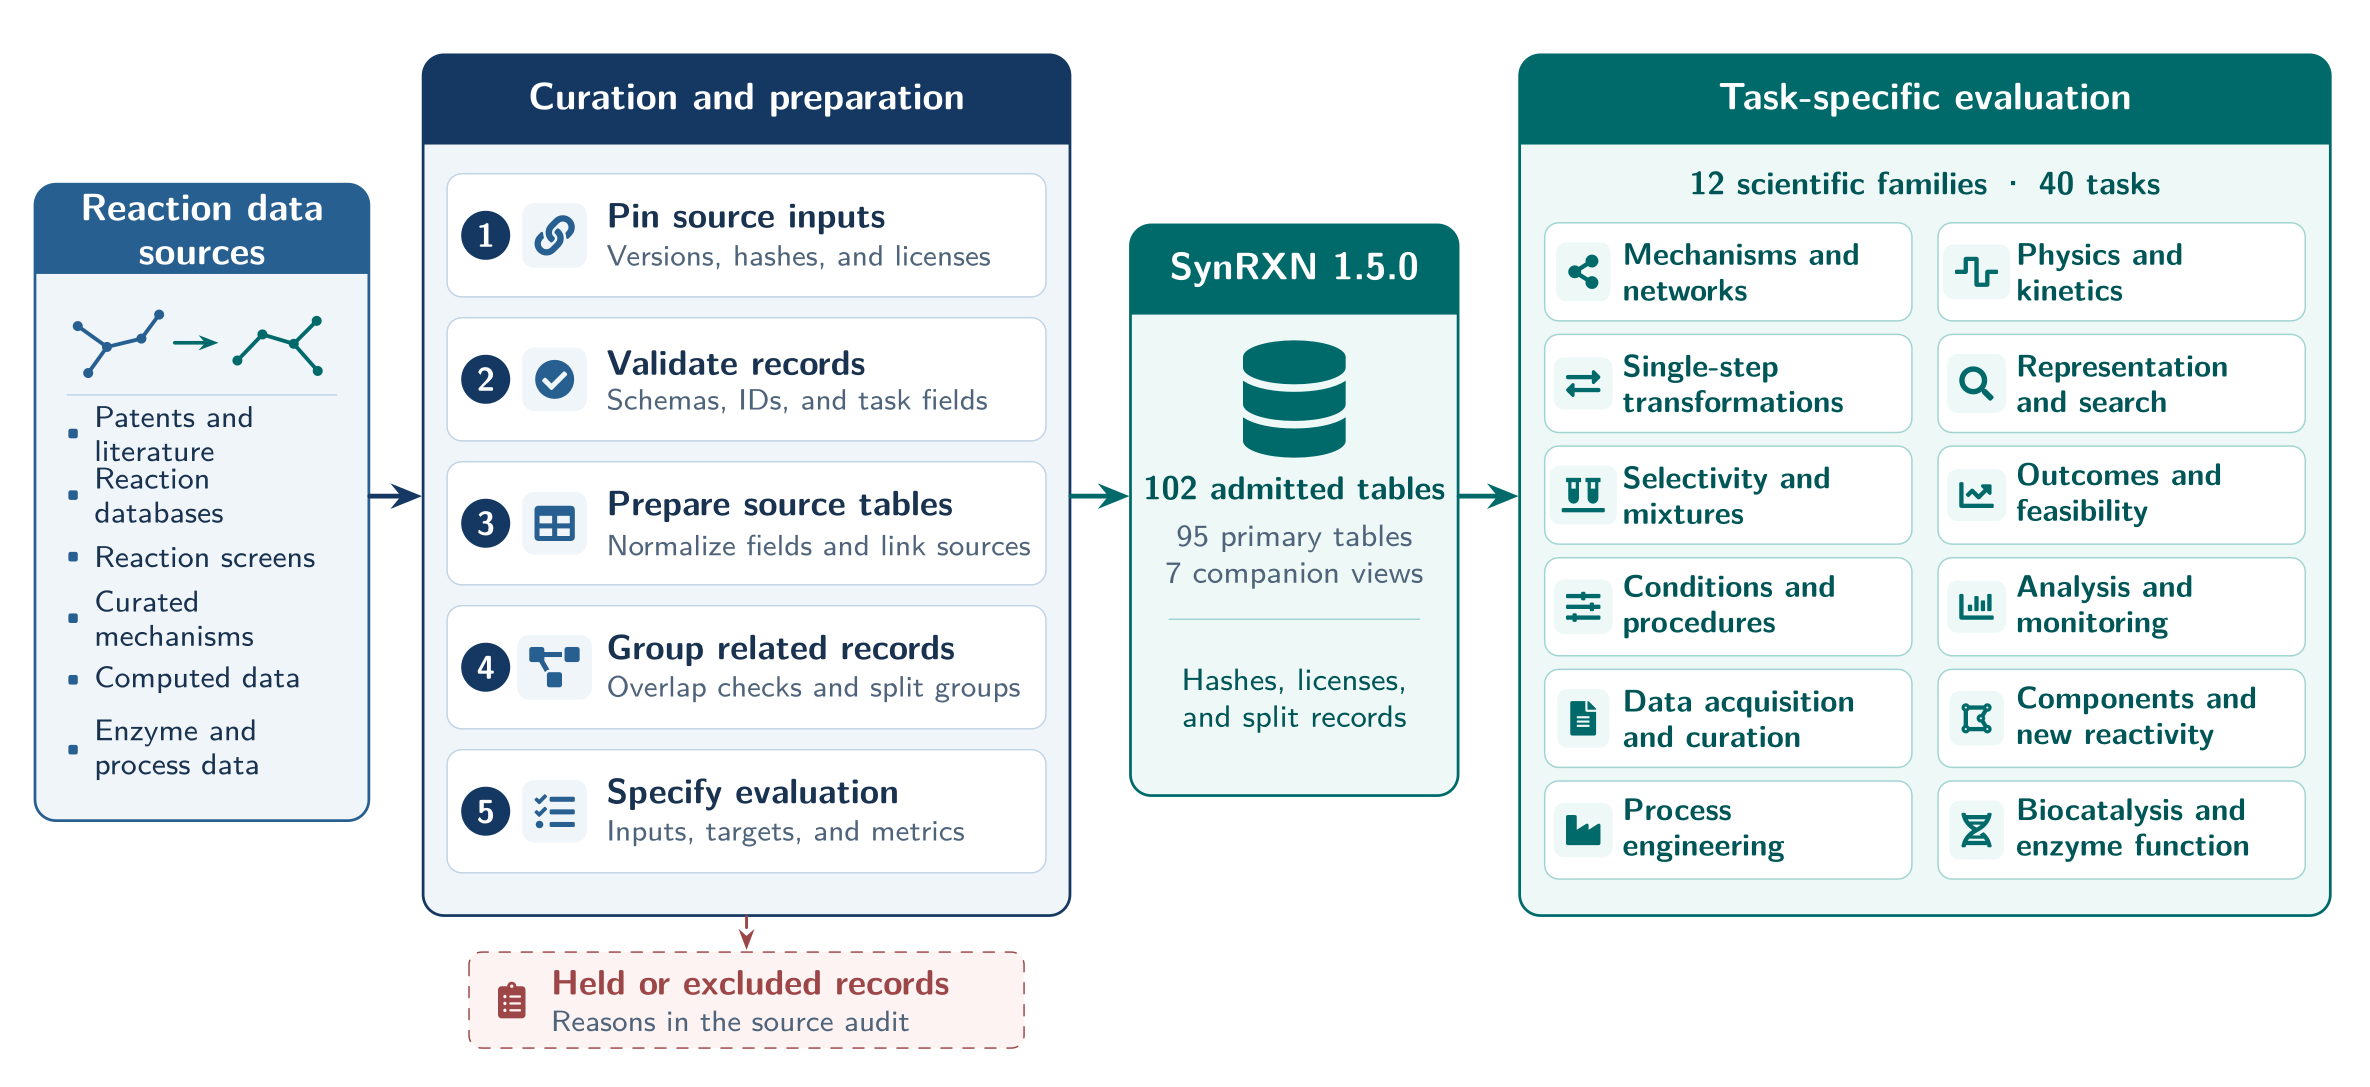 Reaction data
sources
Patents and
literature
Reaction
databases
Reaction screens
Curated
mechanisms
Computed data
Enzyme and
process data
Curation and preparation
1
Pin source inputs
Versions, hashes, and licenses
2
Validate records
Schemas, IDs, and task fields
3
Prepare source tables
Normalize fields and link sources
4
Group related records
Overlap checks and split groups
5
Specify evaluation
Inputs, targets, and metrics
Held or excluded records
Reasons in the source audit
SynRXN 1.5.0
102 admitted tables
95 primary tables
7 companion views
Hashes, licenses,
and split records
Task-specific evaluation
12 scientific families · 40 tasks
Mechanisms and
networks
Physics and
kinetics
Single-step
transformations
Representation
and search
Selectivity and
mixtures
Outcomes and
feasibility
Conditions and
procedures
Analysis and
monitoring
Data acquisition
and curation
Components and
new reactivity
Process
engineering
Biocatalysis and
enzyme function